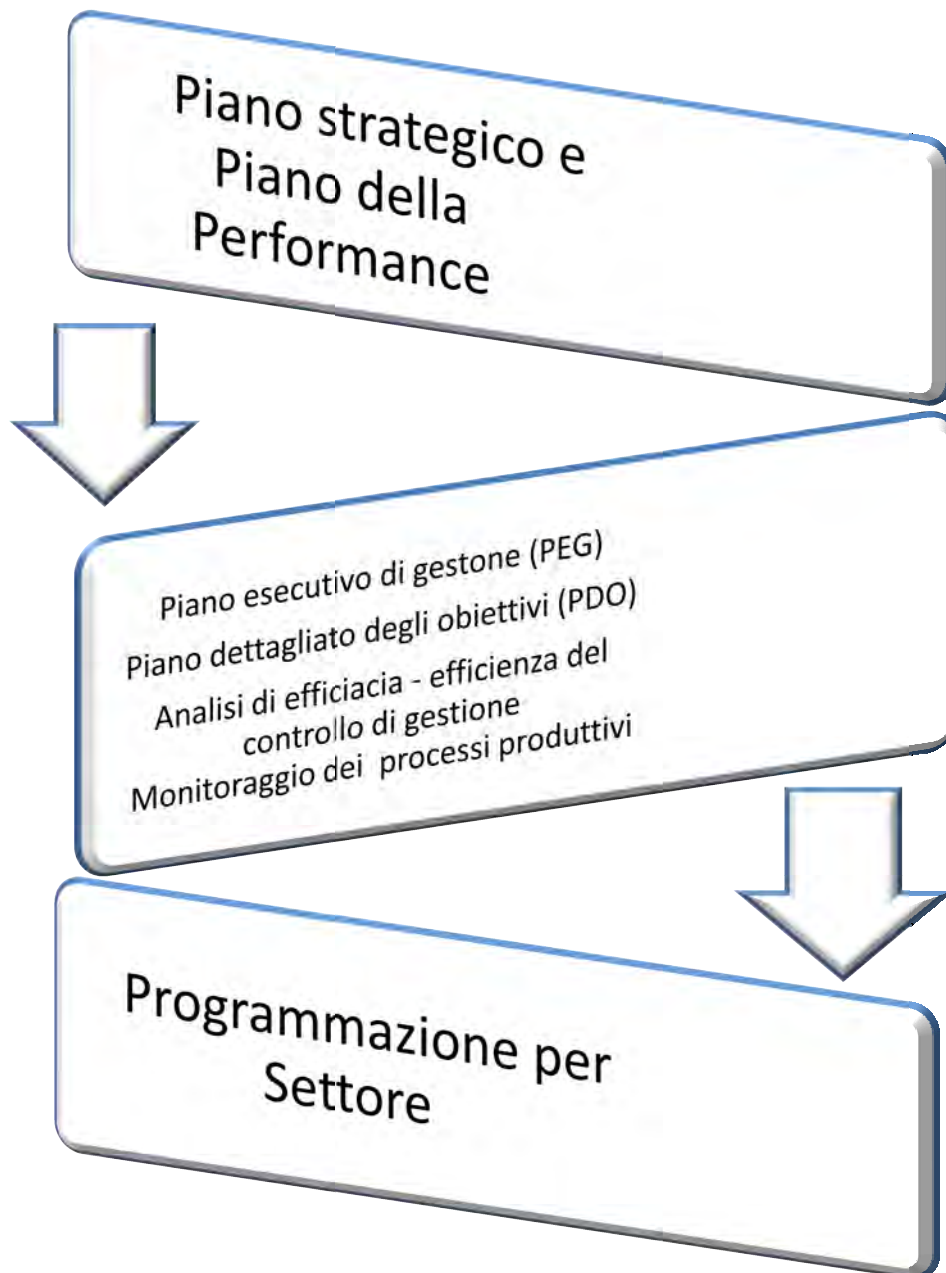 Piano strategico e
Piano della
Performance
Piano esecutivo di gestone (PEG)
Piano dettagliato degli obiettivi (PDO)
Analisi di efficiacia - efficienza del
controllo di gestione
Monitoraggio dei processi produttivi
Programmazione per
Settore